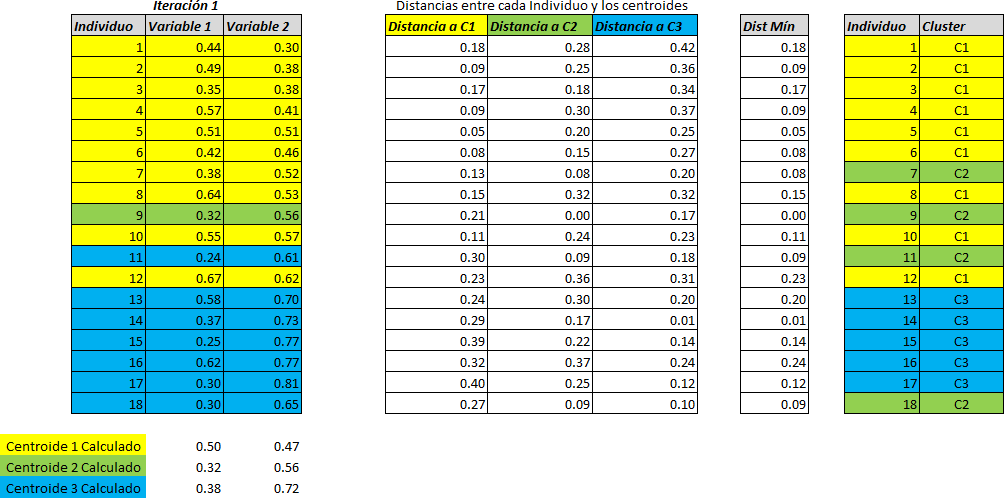 Iteración 1 Distancias entre cada Individuo y los centroides
Individuo Variable 1 Variable 2 Distancia a C1 Distancia a C2 Distancia a C3 Dist Mín Individuo Cluster
1 0.44 0.30 0.18 0.28 0.42 0.18 1 C1
2 0.49 0.38 0.09 0.25 0.36 0.09 2 C1
3 0.35 0.38 0.17 0.18 0.34 0.17 3 C1
4 0.57 0.41 0.09 0.30 0.37 0.09 4 C1
5 0.51 0.51 0.05 0.20 0.25 0.05 5 C1
6 0.42 0.46 0.08 0.15 0.27 0.08 6 C1
7 0.38 0.52 0.13 0.08 0.20 0.08 7 C2
8 0.64 0.53 0.15 0.32 0.32 0.15 8 C1
9 0.32 0.56 0.21 0.00 0.17 0.00 9 C2
10 0.55 0.57 0.11 0.24 0.23 0.11 10 C1
11 0.24 0.61 0.30 0.09 0.18 0.09 11 C2
12 0.67 0.62 0.23 0.36 0.31 0.23 12 C1
13 0.58 0.70 0.24 0.30 0.20 0.20 13 C3
14 0.37 0.73 0.29 0.17 0.01 0.01 14 C3
15 0.25 0.77 0.39 0.22 0.14 0.14 15 C3
16 0.62 0.77 0.32 0.37 0.24 0.24 16 C3
17 0.30 0.81 0.40 0.25 0.12 0.12 17 C3
18 0.30 0.65 0.27 0.09 0.10 0.09 18 C2
Centroide 1 Calculado 0.50 0.47
Centroide 2 Calculado 0.32 0.56
Centroide 3 Calculado 0.38 0.72